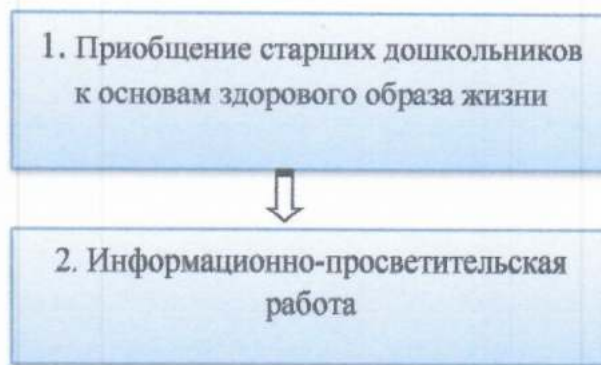 1. Приобщение старших дошкольников
к основам здорового образа жизни
2. Информационно-просветительская
работа